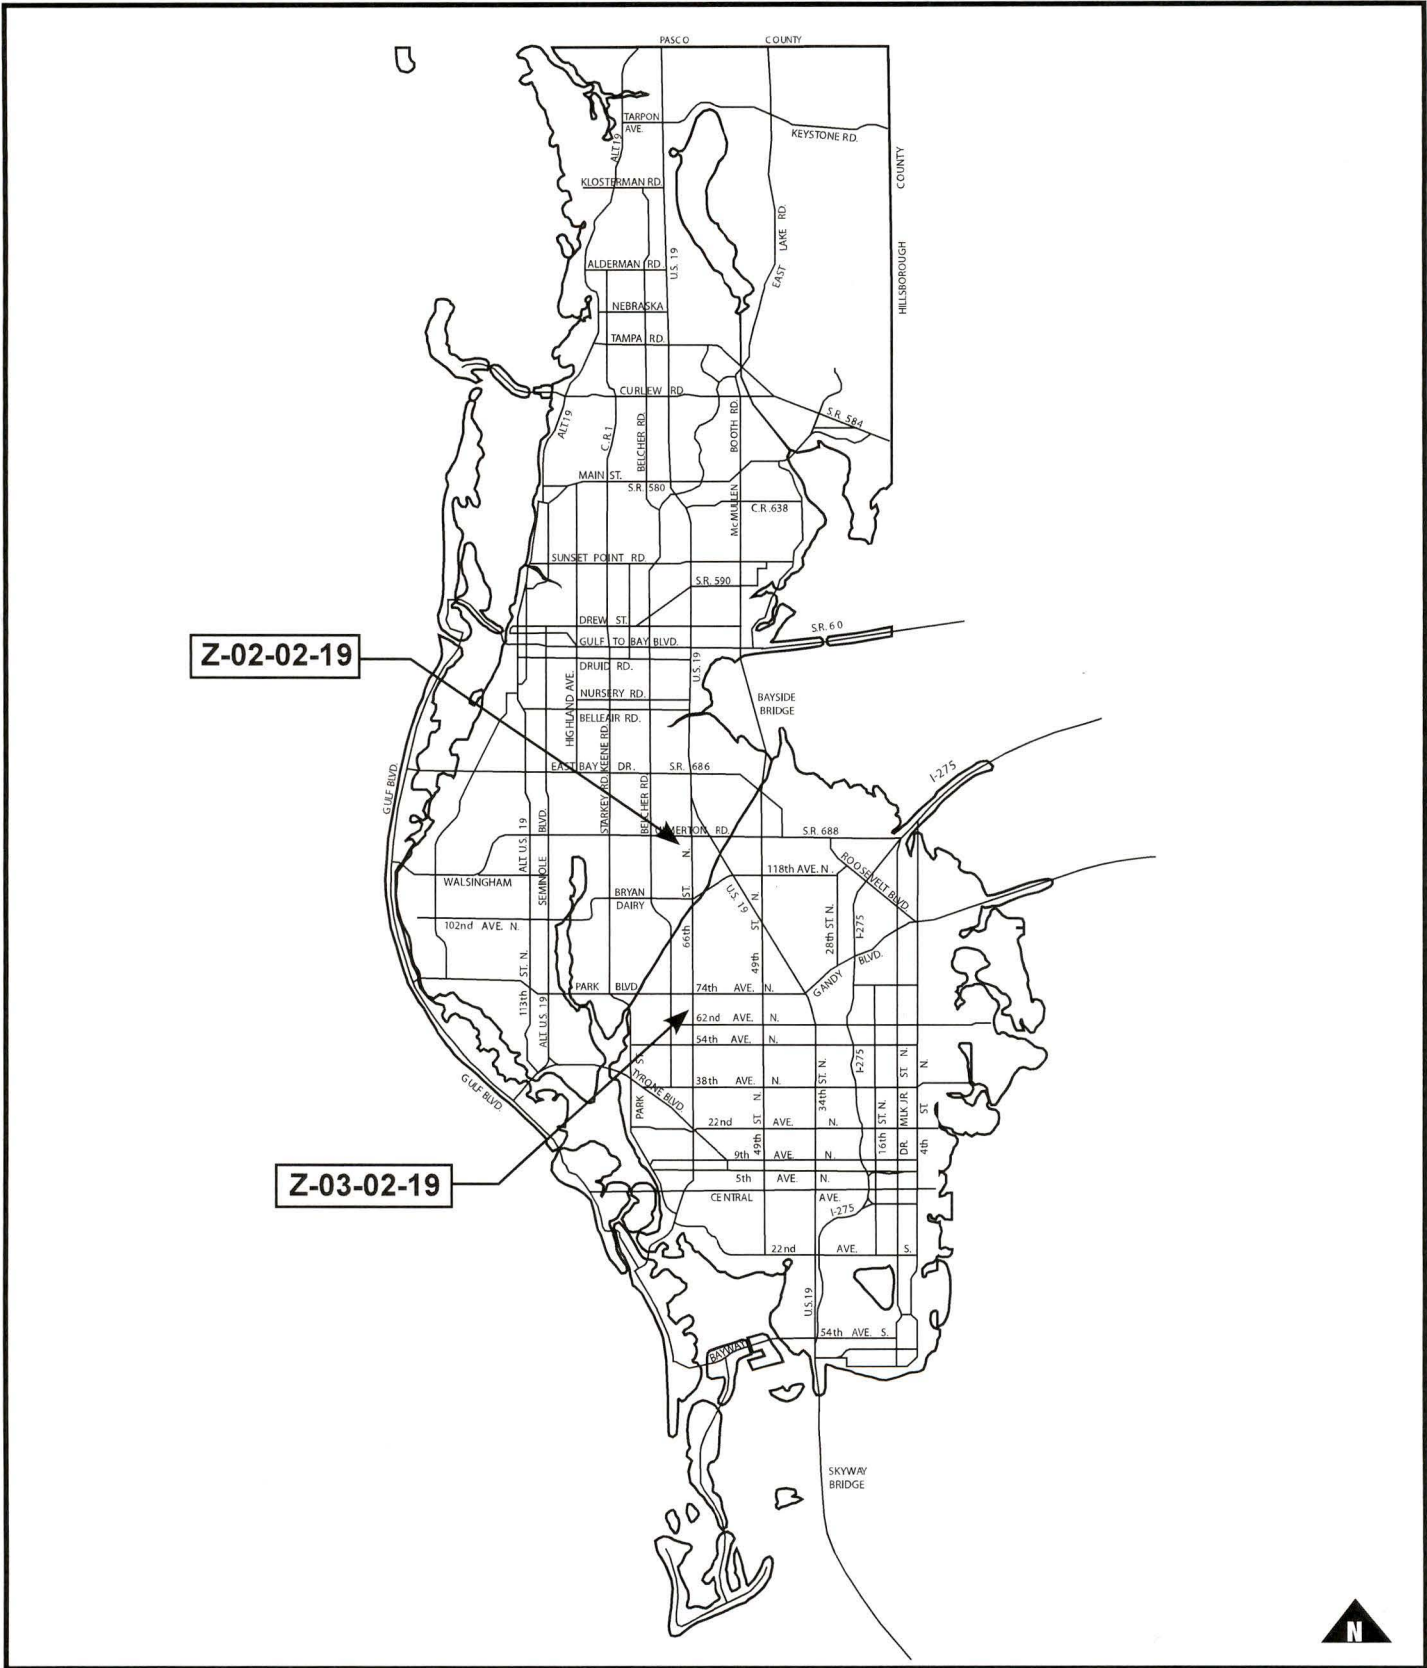 PASCO COUNTY
TARPON
AVE.
KEYSTONE RD.
ALT 19
COUNTY
HILLSBOROUGH
KLOSTERMAN RD.
EAST LAKE RD.
U.S. 19
ALDERMAN RD
NEBRASKA
TAMPA RD.
CURLEW RD
S.R. 584
ALT 19
C.R. 1
BELCHER RD.
McMULLEN BOOTH RD.
MAIN ST.
S.R. 580
C.R. 638
SUNSET POINT RD.
S.R. 590
DREW ST.
S.R. 60
GULF TO BAY BLVD.
Z-02-02-19
DRUID RD.
U.S. 19
HIGHLAND AVE.
NURSERY RD.
BAYSIDE
BRIDGE
BELLEAIR RD.
STARKEY RD. KEENE RD.
EAST BAY DR.
S.R. 686
I-275
GULF BLVD.
BELCHER RD.
ALT U.S. 19
SEMINOLE BLVD.
ULMERTON RD.
S.R. 688
118th AVE. N.
ROOSEVELT BLVD.
WALSINGHAM
BRYAN
DAIRY
U.S. 19
66th ST. N.
49th ST. N.
28th ST. N.
I-275
102nd AVE. N.
GANDY BLVD.
113th ST. N.
ALT U.S. 19
PARK BLVD.
74th AVE. N.
62nd AVE. N.
54th AVE. N.
38th AVE. N.
TYRONE BLVD.
PARK ST.
34th ST. N.
I-275
GULF BLVD.
22nd AVE. N.
49th ST. N.
16th ST. N.
DR. MLK JR. ST. N.
4th ST. N.
9th AVE. N.
Z-03-02-19
5th AVE. N.
CENTRAL AVE.
I-275
22nd AVE. S.
U.S. 19
54th AVE. S.
BAYWAY
SKYWAY
BRIDGE
N